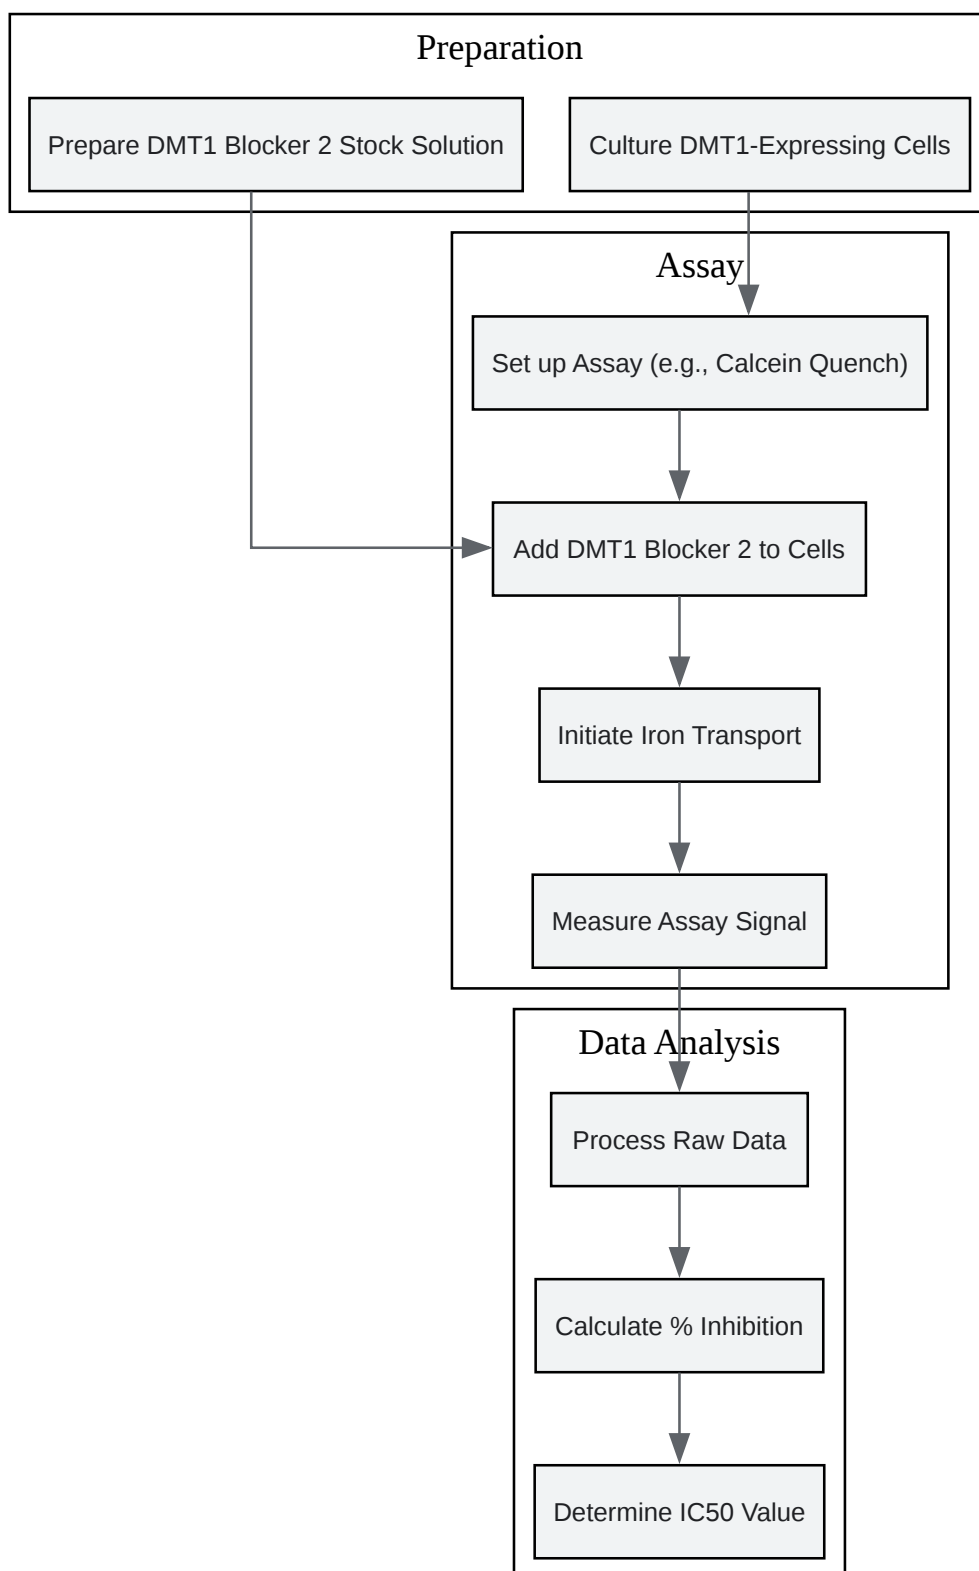 Preparation
Prepare DMT1 Blocker 2 Stock Solution
Culture DMT1-Expressing Cells
Assay
Set up Assay (e.g., Calcein Quench)
Add DMT1 Blocker 2 to Cells
Initiate Iron Transport
Measure Assay Signal
Data Analysis
Process Raw Data
Calculate % Inhibition
Determine IC50 Value